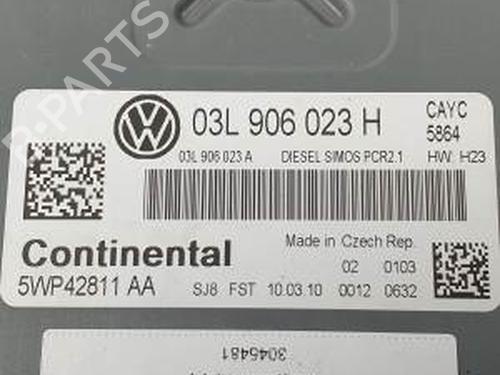 03L 906 023 H
CAYC
5864
03L 906 023 A DIESEL SIMOS PCR2.1 HW: H23
Continental
Made in Czech Rep.
02 0103
5WP42811 AA SJ8 FST 10.03.10 0012 0632
3045481
B-PARTS